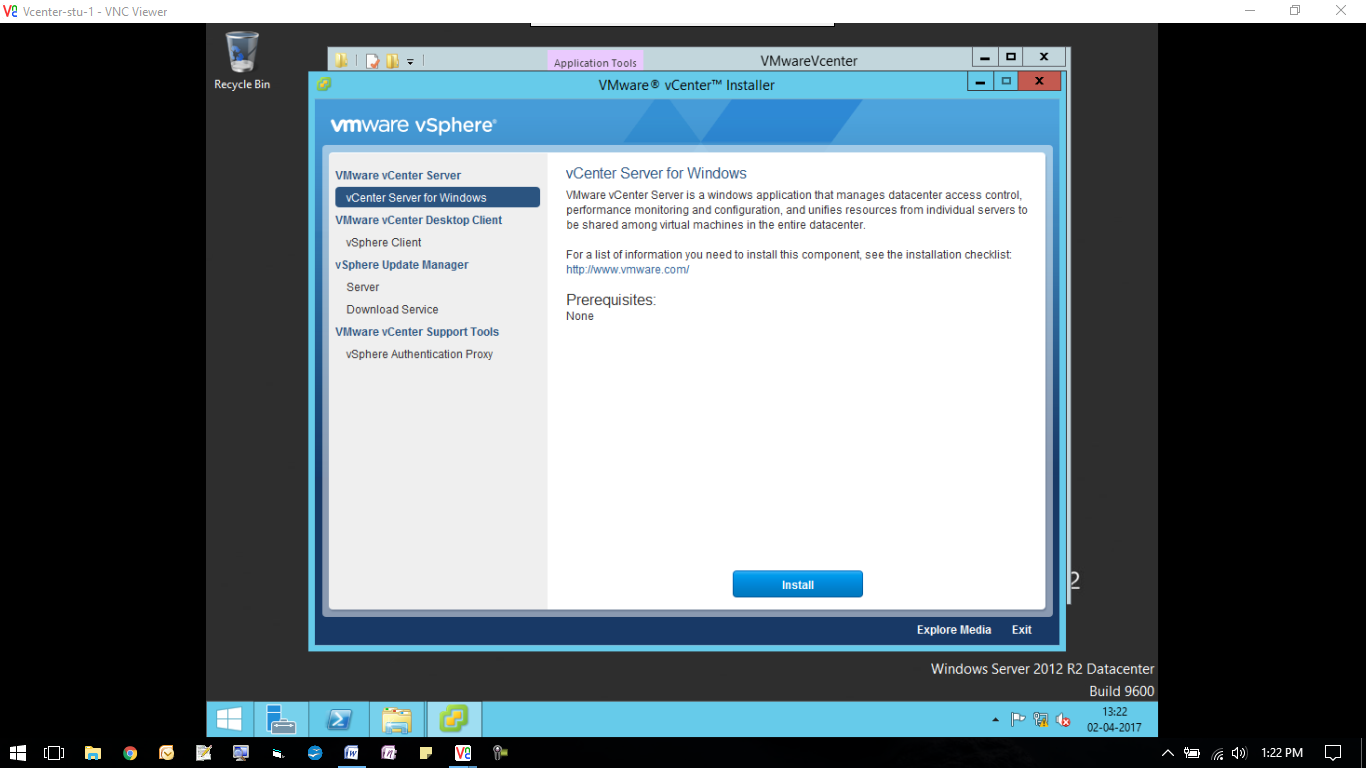 Vcenter-stu-1 - VNC Viewer
Recycle Bin
Application Tools
VMwareVcenter
VMware® vCenter™ Installer
vmware vSphere®
VMware vCenter Server
vCenter Server for Windows
VMware vCenter Desktop Client
vSphere Client
vSphere Update Manager
Server
Download Service
VMware vCenter Support Tools
vSphere Authentication Proxy
vCenter Server for Windows
VMware vCenter Server is a windows application that manages datacenter access control,
performance monitoring and configuration, and unifies resources from individual servers to
be shared among virtual machines in the entire datacenter.
For a list of information you need to install this component, see the installation checklist:
http://www.vmware.com/
Prerequisites:
None
Install
2
Explore Media Exit
Windows Server 2012 R2 Datacenter
Build 9600
13:22
02-04-2017
1:22 PM